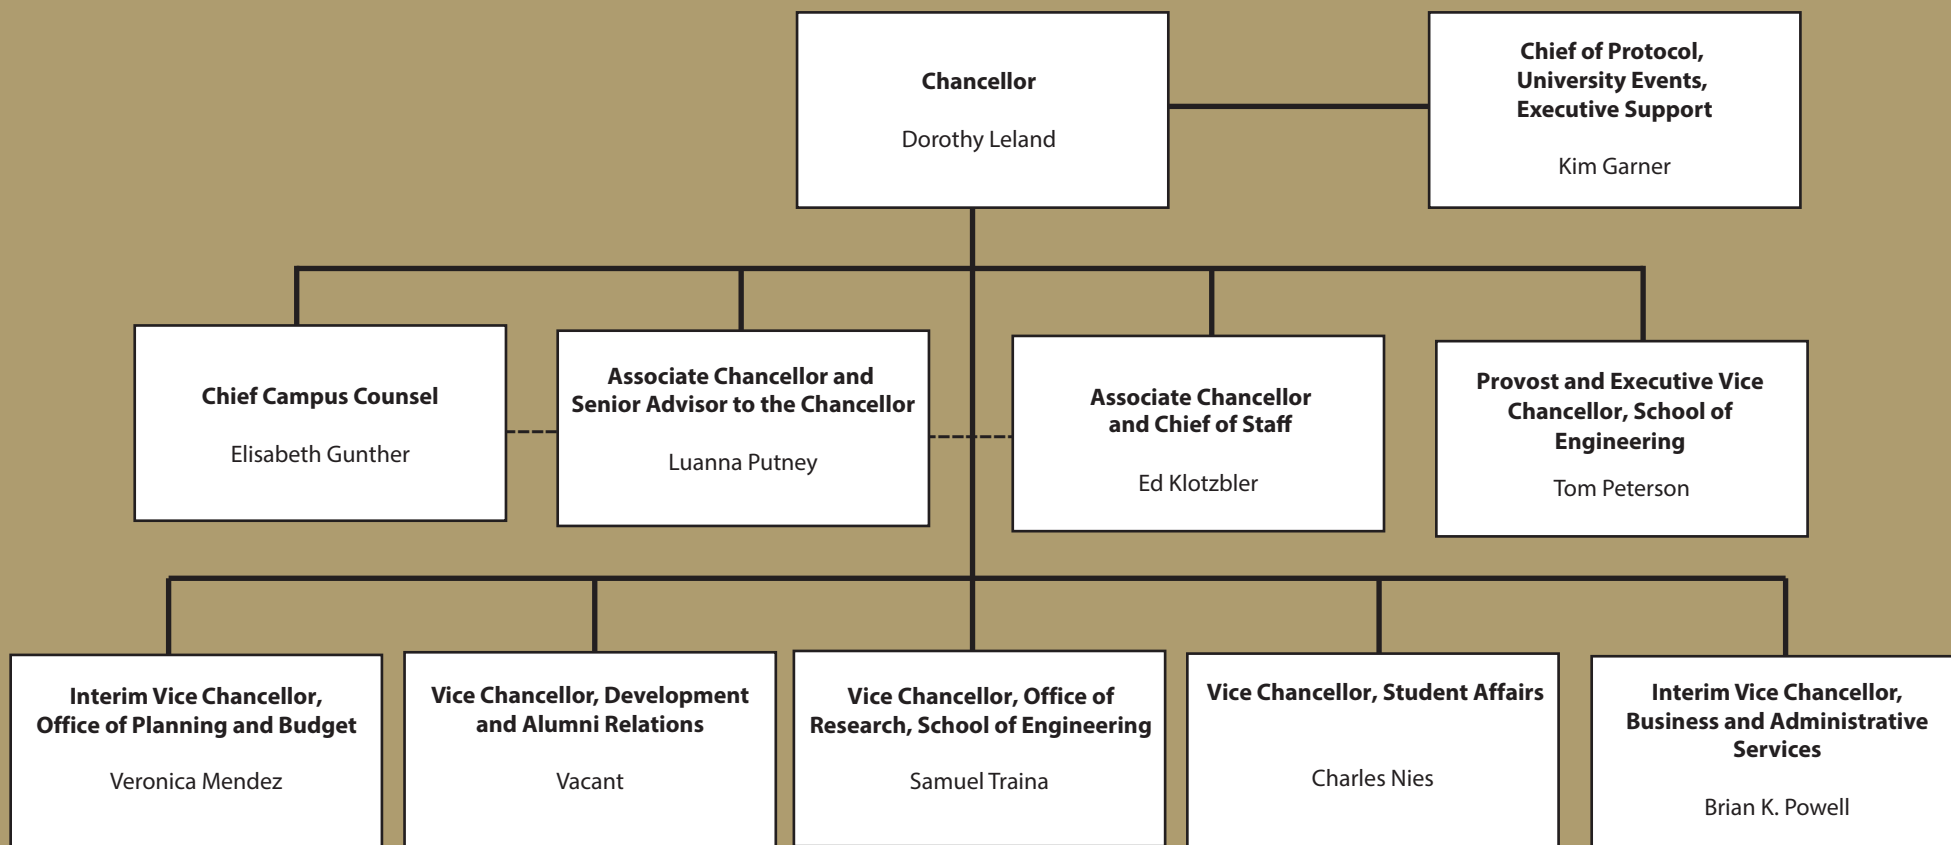 Chancellor
Dorothy Leland
Chief of Protocol,
University Events,
Executive Support
Kim Garner
Chief Campus Counsel
Elisabeth Gunther
Associate Chancellor and
Senior Advisor to the Chancellor
Luanna Putney
Associate Chancellor
and Chief of Staff
Ed Klotzbler
Provost and Executive Vice
Chancellor, School of
Engineering
Tom Peterson
Interim Vice Chancellor,
Office of Planning and Budget
Veronica Mendez
Vice Chancellor, Development
and Alumni Relations
Vacant
Vice Chancellor, Office of
Research, School of Engineering
Samuel Traina
Vice Chancellor, Student Affairs
Charles Nies
Interim Vice Chancellor,
Business and Administrative
Services
Brian K. Powell